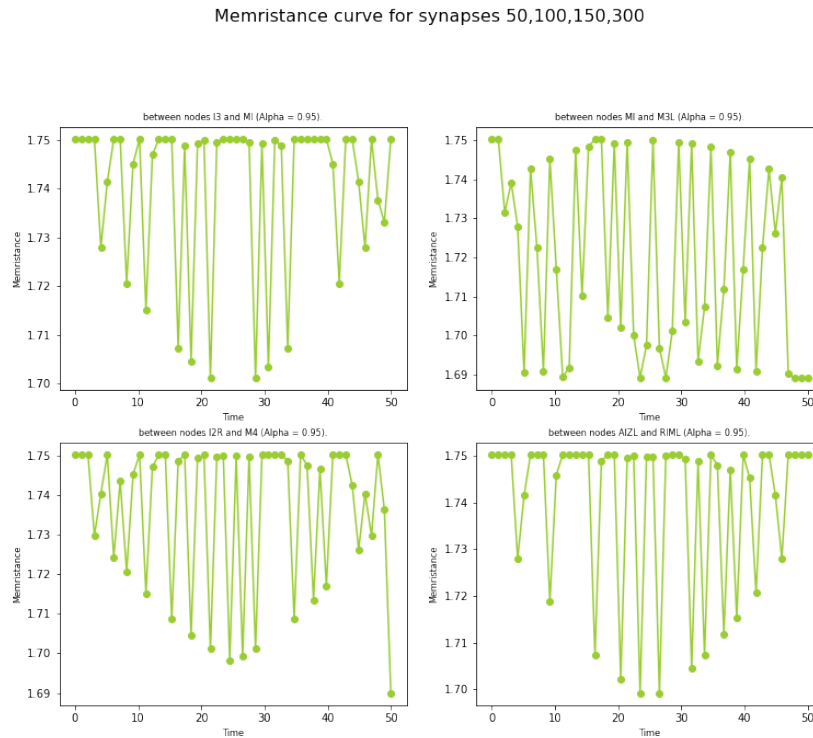 Memristance curve for synapses 50,100,150,300
between nodes I3 and MI (Alpha = 0.95).
1.75
1.74
1.73
1.72
1.71
1.70
Memristance
0 10 20 30 40 50
Time
between nodes MI and M3L (Alpha = 0.95).
1.75
1.74
1.73
1.72
1.71
1.70
1.69
Memristance
0 10 20 30 40 50
Time
between nodes I2R and M4 (Alpha = 0.95).
1.75
1.74
1.73
1.72
1.71
1.70
1.69
Memristance
0 10 20 30 40 50
Time
between nodes AIZL and RIML (Alpha = 0.95).
1.75
1.74
1.73
1.72
1.71
1.70
Memristance
0 10 20 30 40 50
Time